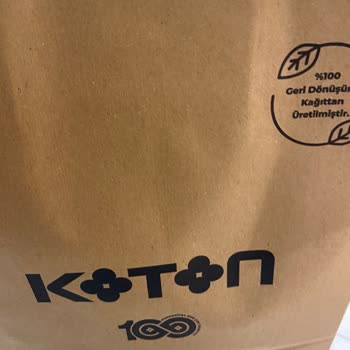 %100
Geri Dönüşüm
Kağıttan
Üretilmiştir.
KOTON
100